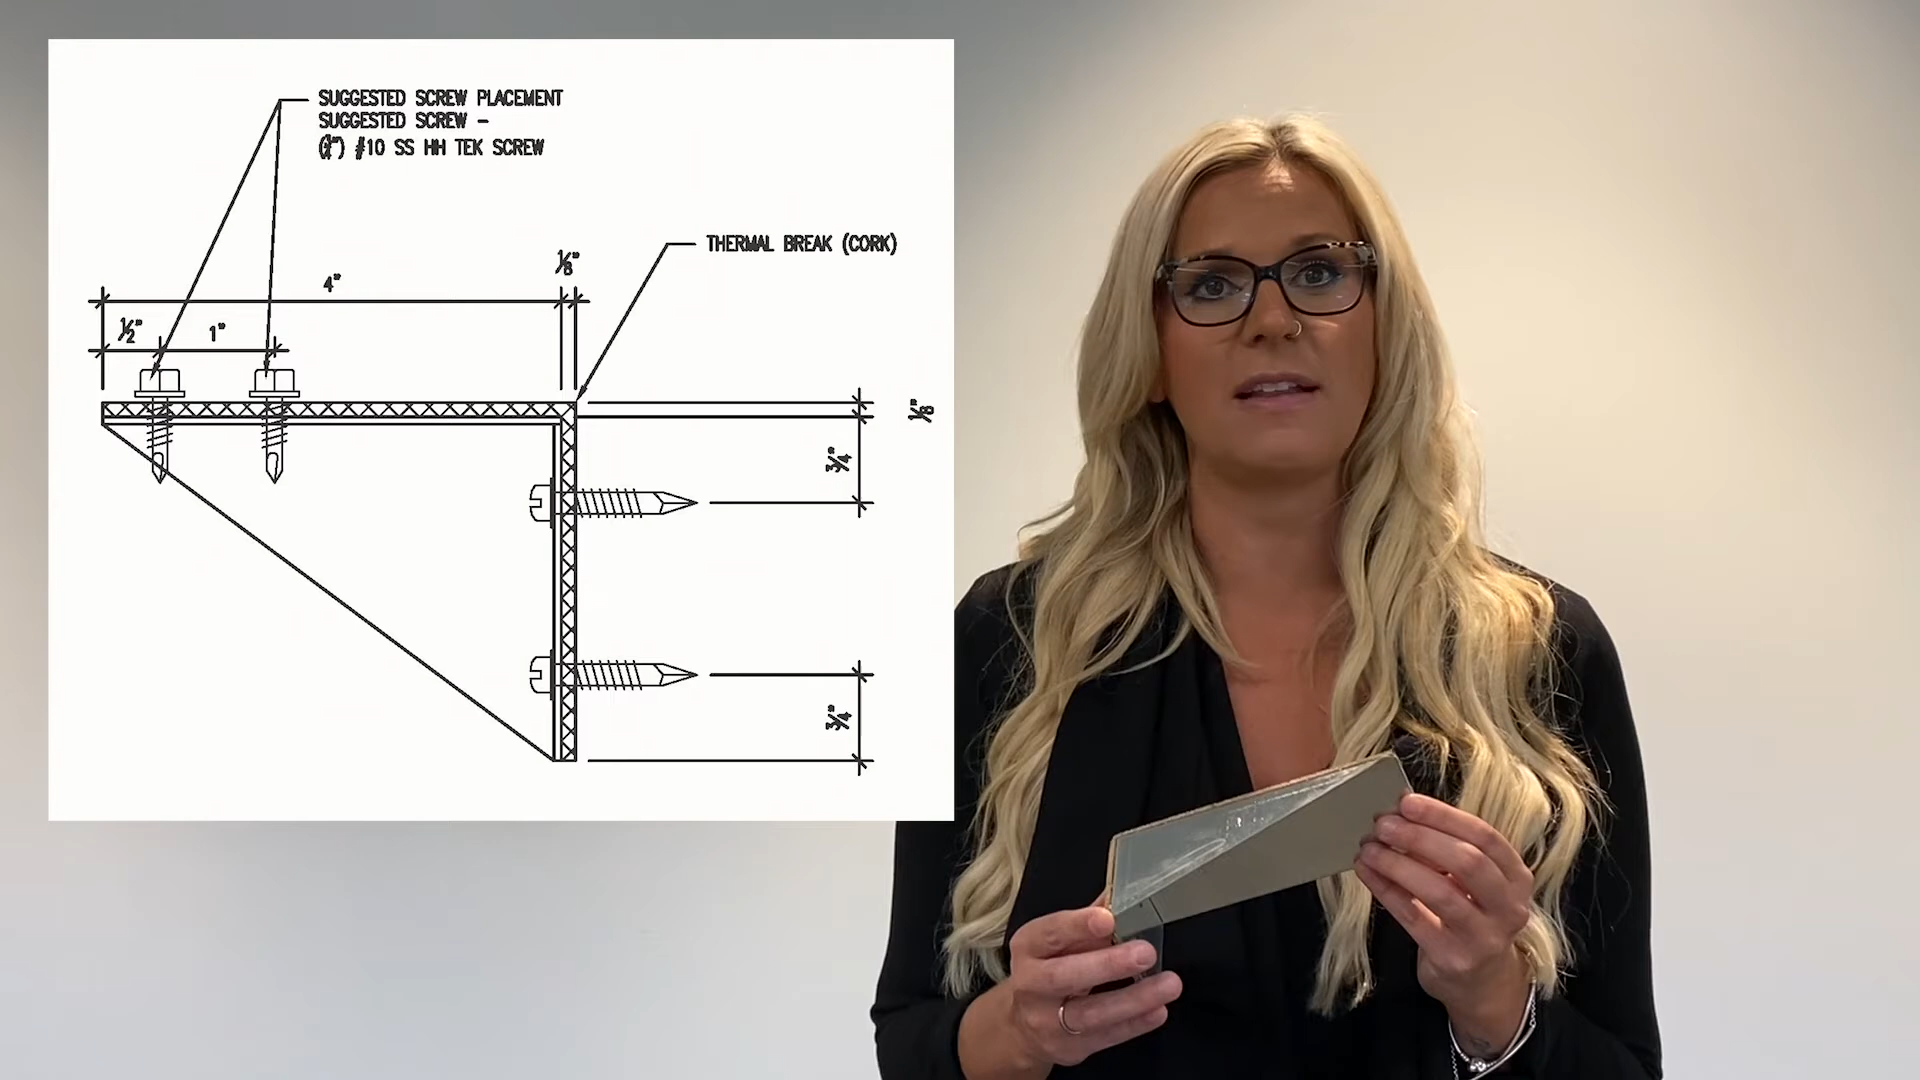 SUGGESTED SCREW PLACEMENT
SUGGESTED SCREW -
#10 SS HH TEK SCREW
THERMAL BREAK (CORK)
1/8"
4"
1/2"
1"
1/8"
3/4"
3/4"